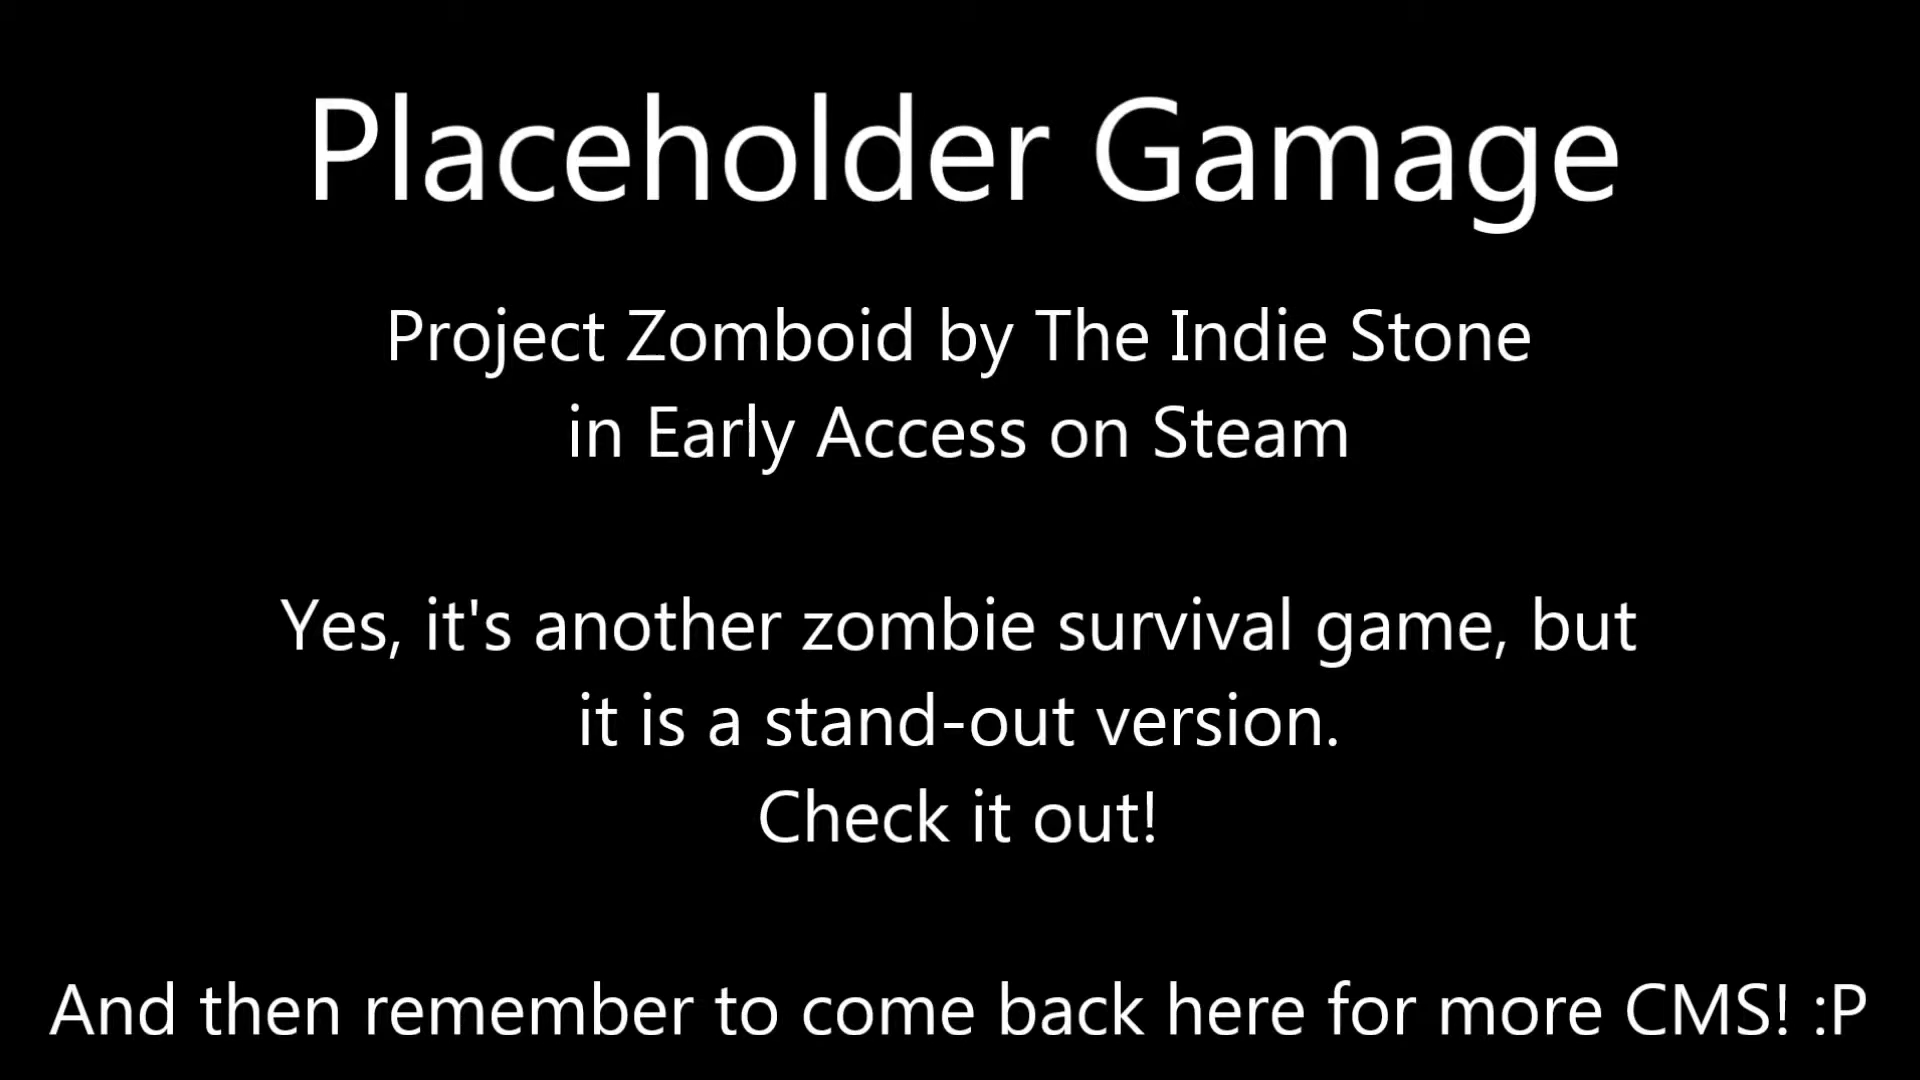 Placeholder Gamage
Project Zomboid by The Indie Stone
in Early Access on Steam
Yes, it's another zombie survival game, but
it is a stand-out version.
Check it out!
And then remember to come back here for more CMS! :P